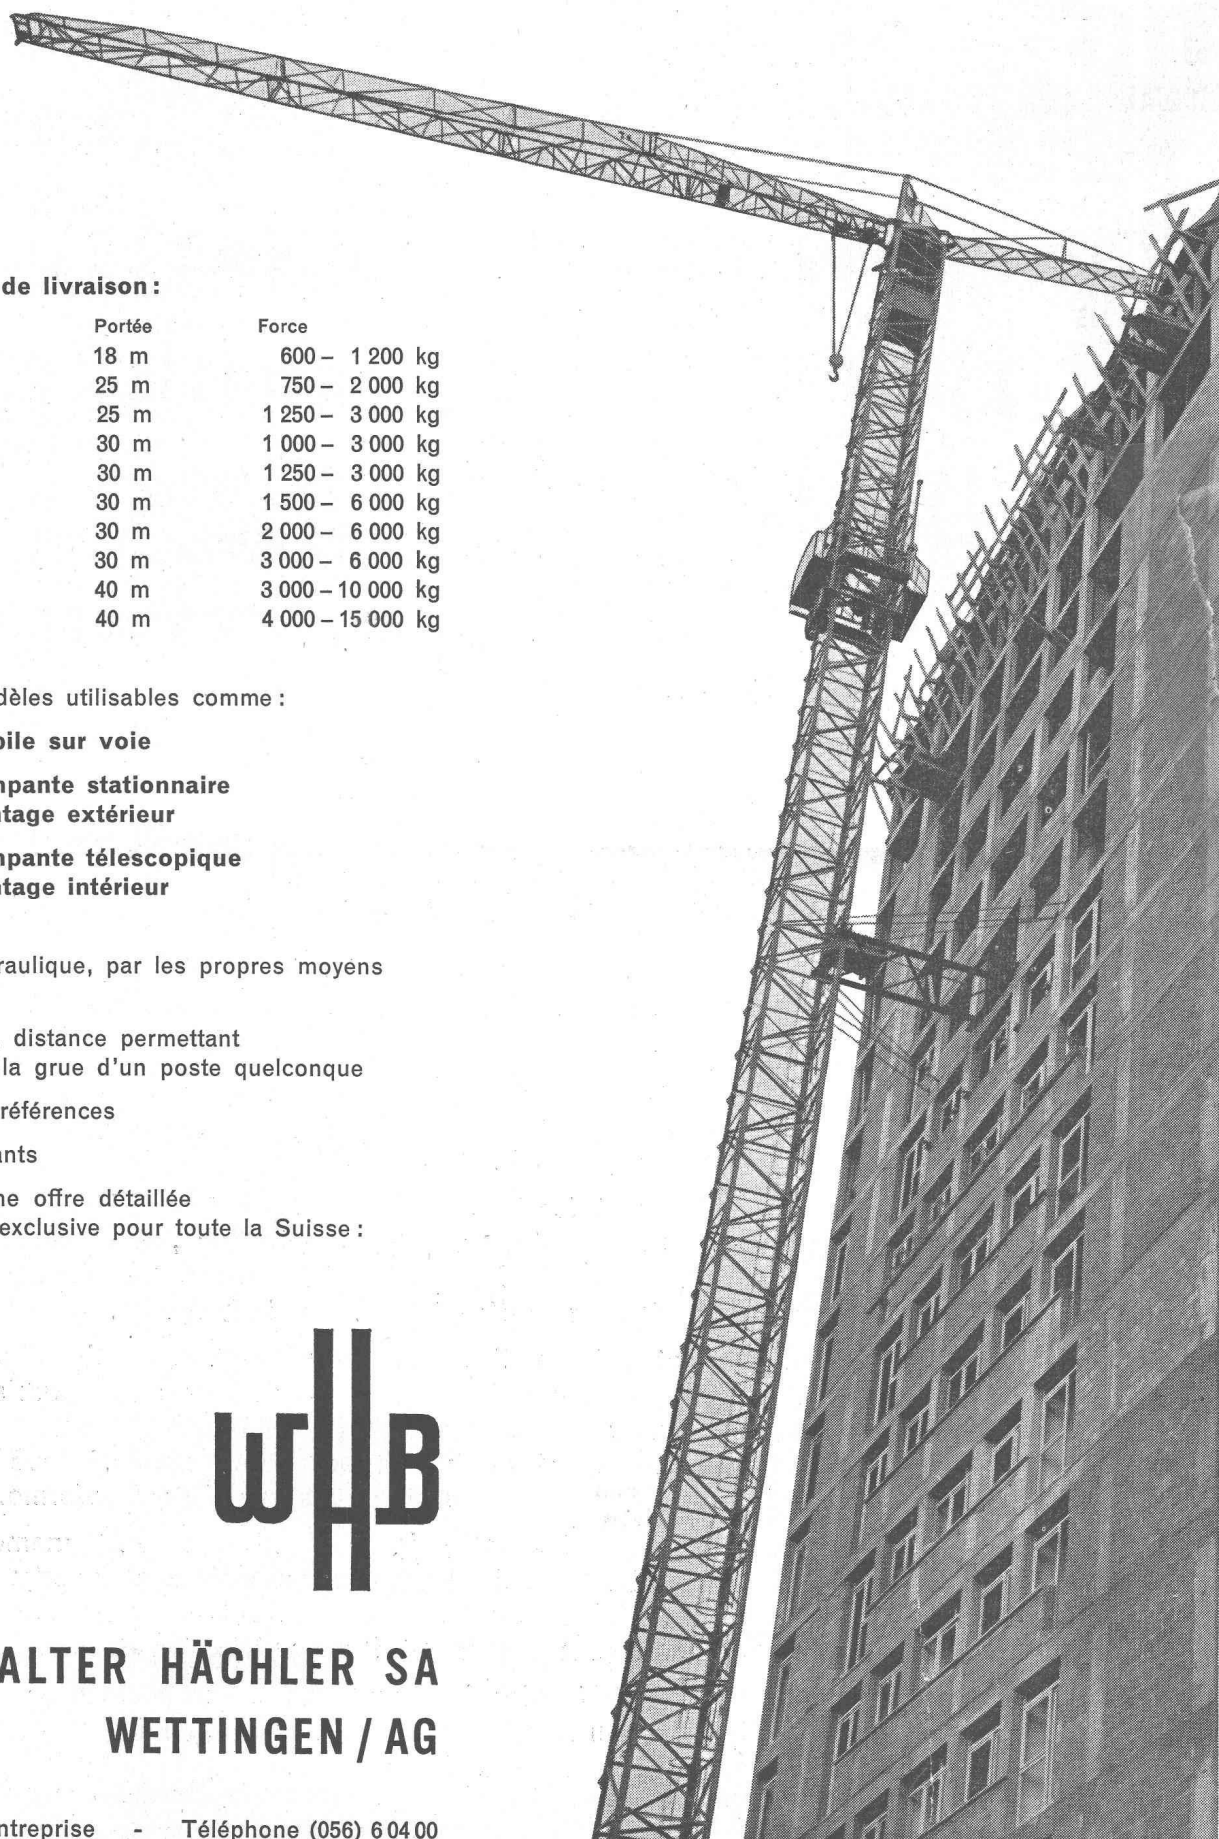 de livraison:
Portée Force
18 m 600 – 1 200 kg
25 m 750 – 2 000 kg
25 m 1 250 – 3 000 kg
30 m 1 000 – 3 000 kg
30 m 1 250 – 3 000 kg
30 m 1 500 – 6 000 kg
30 m 2 000 – 6 000 kg
30 m 3 000 – 6 000 kg
40 m 3 000 – 10 000 kg
40 m 4 000 – 15 000 kg
dèles utilisables comme:
bile sur voie
mpante stationnaire
ntage extérieur
mpante télescopique
ntage intérieur
raulique, par les propres moyens
distance permettant
la grue d'un poste quelconque
références
ants
ne offre détaillée
exclusive pour toute la Suisse:
WHB
ALTER HÄCHLER SA
WETTINGEN / AG
ntreprise - Téléphone (056) 6 04 00